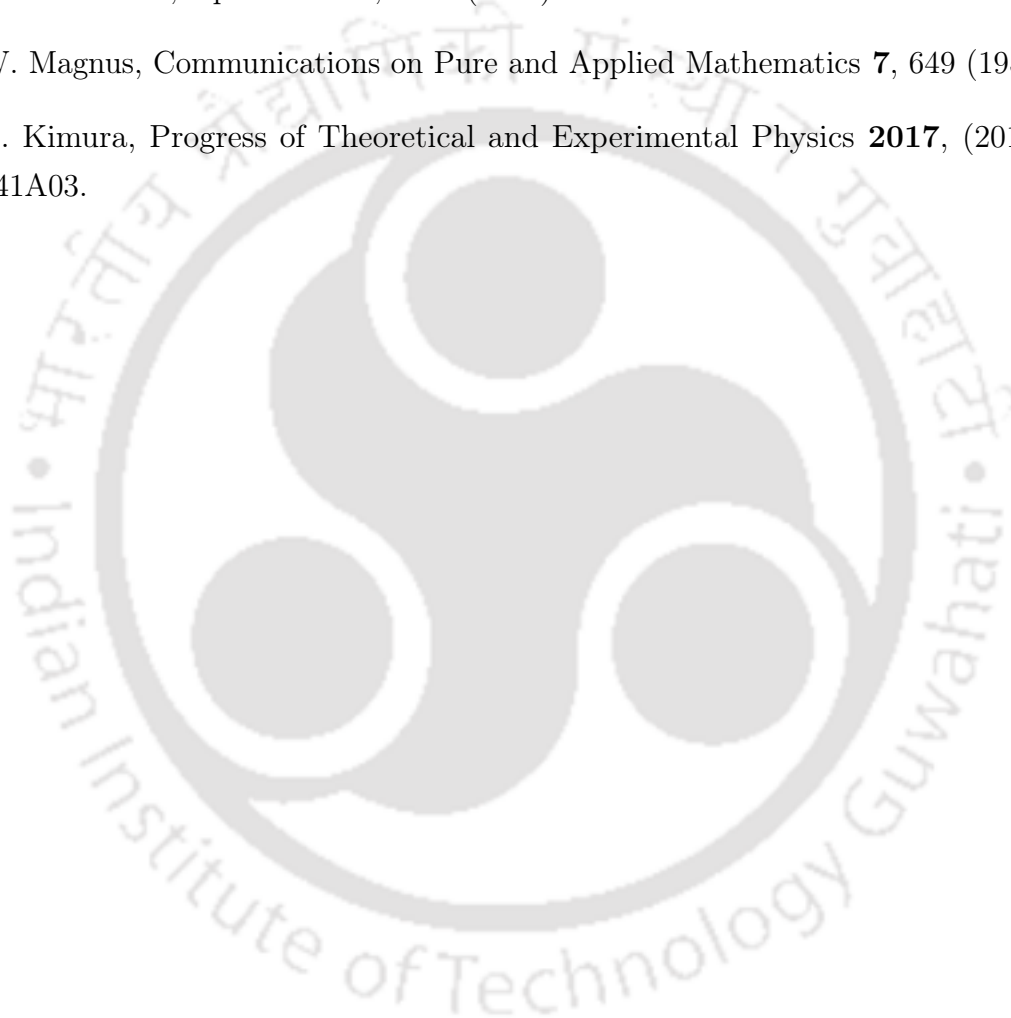 . Magnus, Communications on Pure and Applied Mathematics 7, 649 (19
. Kimura, Progress of Theoretical and Experimental Physics 2017, (201
41A03.
भारतीय प्रौद्योगिकी संस्थान गुवाहाटी
• Indian Institute of Technology Guwahati •